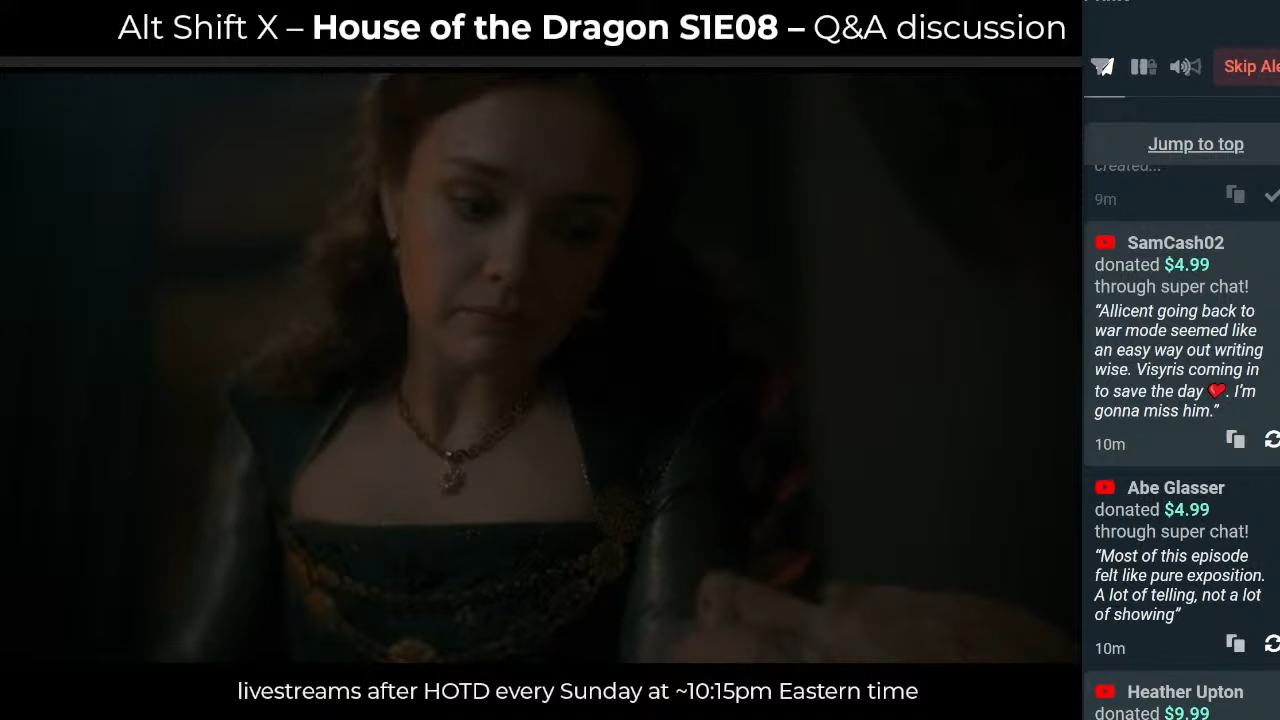 Alt Shift X – House of the Dragon S1E08 – Q&A discussion
Skip Ale
Jump to top
created...
9m
SamCash02
donated $4.99
through super chat!
“Allicent going back to
war mode seemed like
an easy way out writing
wise. Visyris coming in
to save the day ❤️. I’m
gonna miss him.”
10m
Abe Glasser
donated $4.99
through super chat!
“Most of this episode
felt like pure exposition.
A lot of telling, not a lot
of showing”
10m
Heather Upton
donated $9.99
livestreams after HOTD every Sunday at ~10:15pm Eastern time